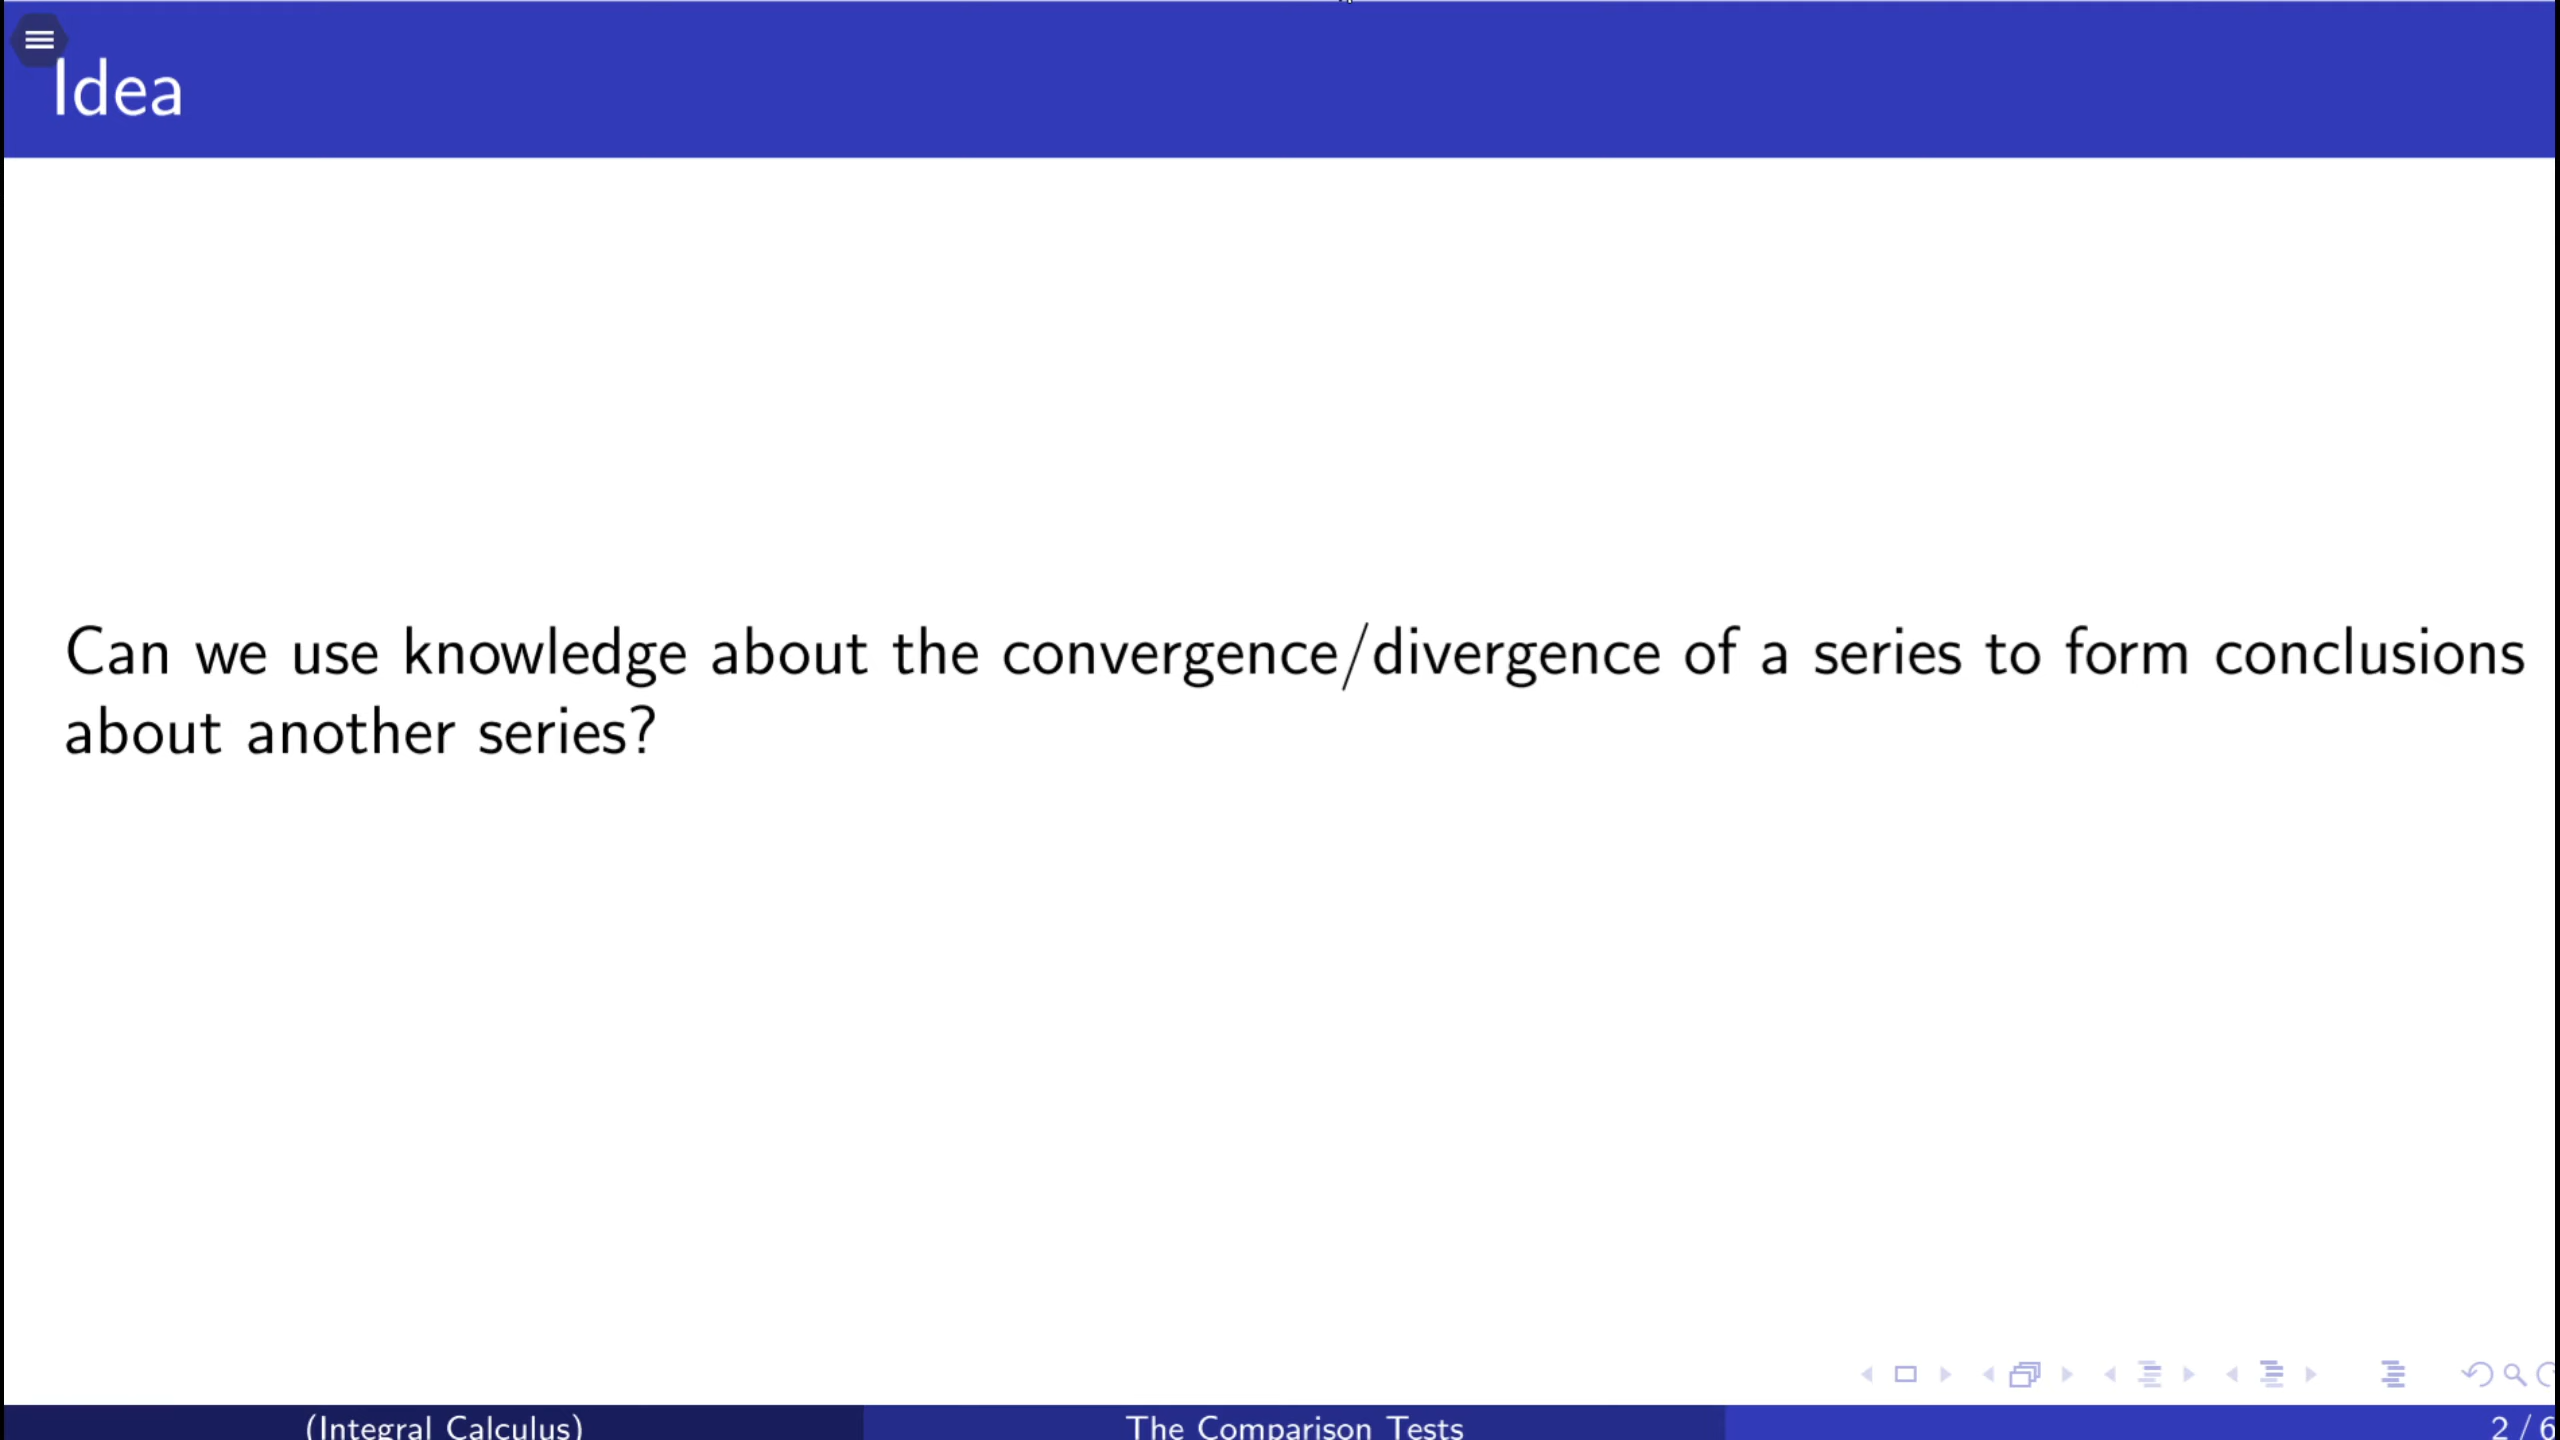 Idea
Can we use knowledge about the convergence/divergence of a series to form conclusions
about another series?
(Integral Calculus)
The Comparison Tests
2 / 6